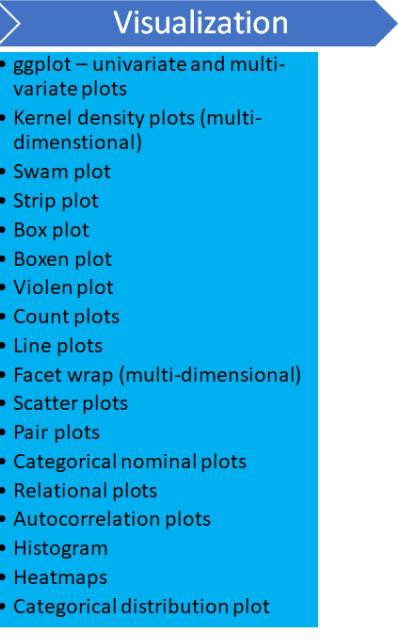 Visualization
• ggplot – univariate and multi-
variate plots
• Kernel density plots (multi-
dimenstional)
• Swam plot
• Strip plot
• Box plot
• Boxen plot
• Violen plot
• Count plots
• Line plots
• Facet wrap (multi-dimensional)
• Scatter plots
• Pair plots
• Categorical nominal plots
• Relational plots
• Autocorrelation plots
• Histogram
• Heatmaps
• Categorical distribution plot